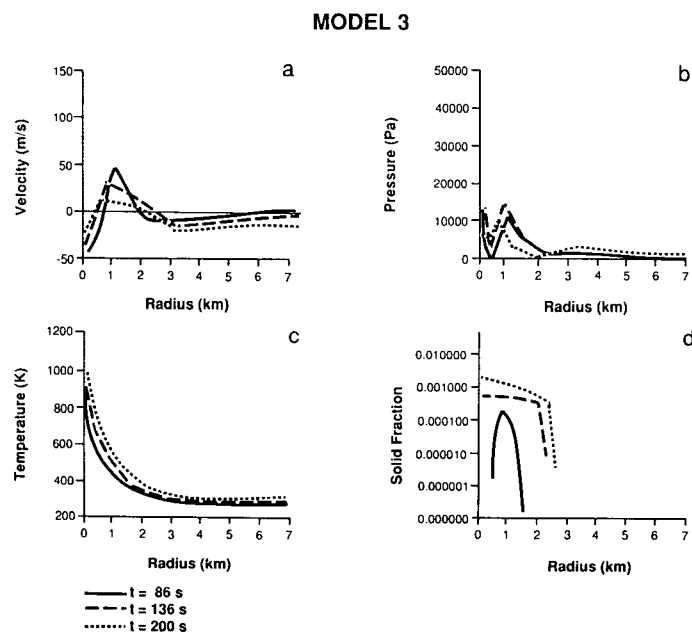 MODEL 3
a
150
100
50
0
-50
Velocity (m/s)
0 1 2 3 4 5 6 7
Radius (km)
b
50000
40000
30000
20000
10000
0
Pressure (Pa)
0 1 2 3 4 5 6 7
Radius (km)
c
1200
1000
800
600
400
200
Temperature (K)
0 1 2 3 4 5 6 7
Radius (km)
d
0.010000
0.001000
0.000100
0.000010
0.000001
0.000000
Solid Fraction
0 1 2 3 4 5 6 7
Radius (km)
t = 86 s
t = 136 s
t = 200 s